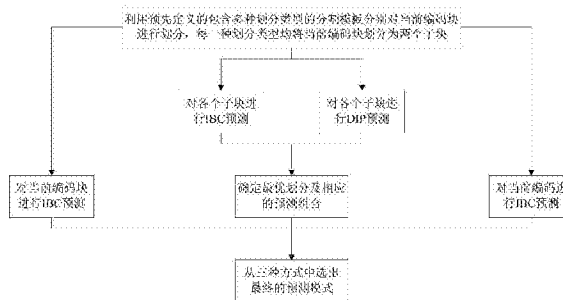 利用预先定义的包含多种划分类型的分割模板分别对当前编码块
进行划分，每一种划分类型均将当前编码块划分为两个子块
对各个子块进
行IBC预测
对各个子块进
行DIP预测
对当前编码块
进行IBC预测
确定最优划分及相应
的预测组合
对当前编码块
进行IBC预测
从三种方式中选出
最终的预测模式